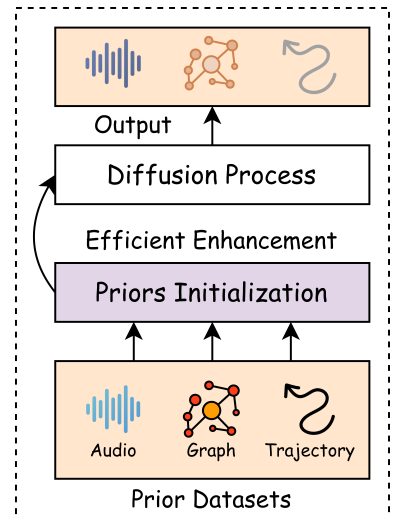 Output
Diffusion Process
Efficient Enhancement
Priors Initialization
Audio Graph Trajectory
Prior Datasets